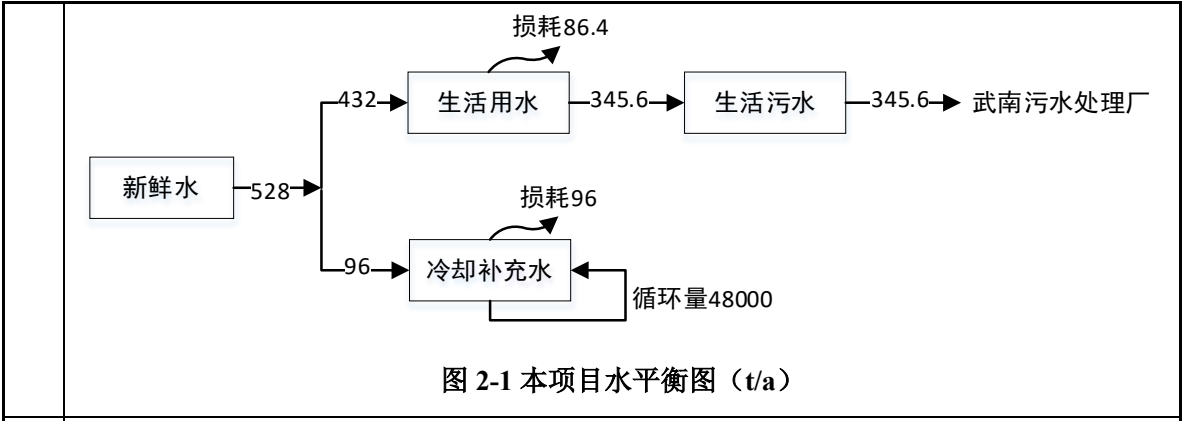 损耗86.4
432
生活用水
345.6
生活污水
345.6
武南污水处理厂
新鲜水
528
损耗96
96
冷却补充水
循环量48000
图 2-1 本项目水平衡图（t/a）